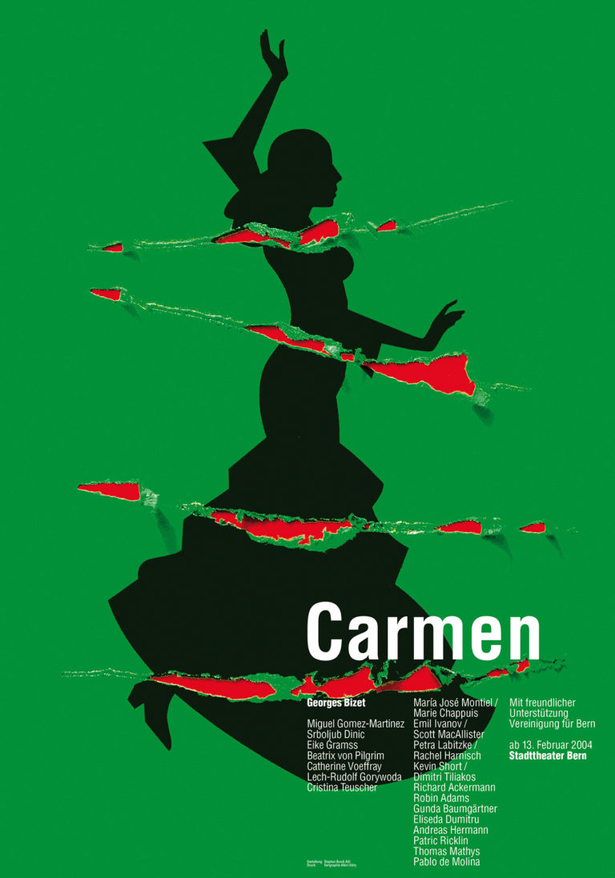 Carmen
Georges Bizet
Miguel Gomez-Martinez
Srboljub Dinic
Eike Gramss
Beatrix von Pilgrim
Catherine Voeffray
Lech-Rudolf Gorywoda
Cristina Teuscher
María José Montiel /
Marie Chappuis
Emil Ivanov /
Scott MacAllister
Petra Labitzke /
Rachel Harnisch
Kevin Short /
Dimitri Tiliakos
Richard Ackermann
Robin Adams
Gunda Baumgärtner
Eliseda Dumitru
Andreas Hermann
Patric Ricklin
Thomas Mathys
Pablo de Molina
Mit freundlicher
Unterstützung
Vereinigung für Bern
ab 13. Februar 2004
Stadttheater Bern